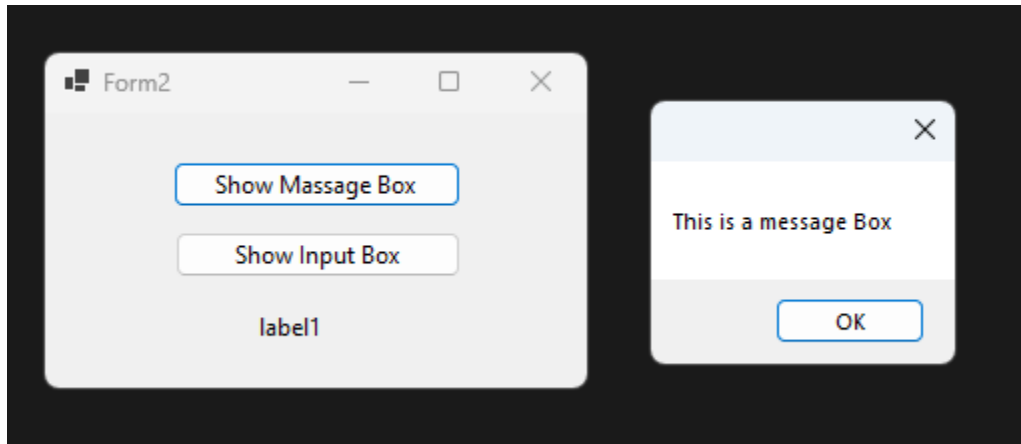 Form2
Show Massage Box
Show Input Box
label1
This is a message Box
OK